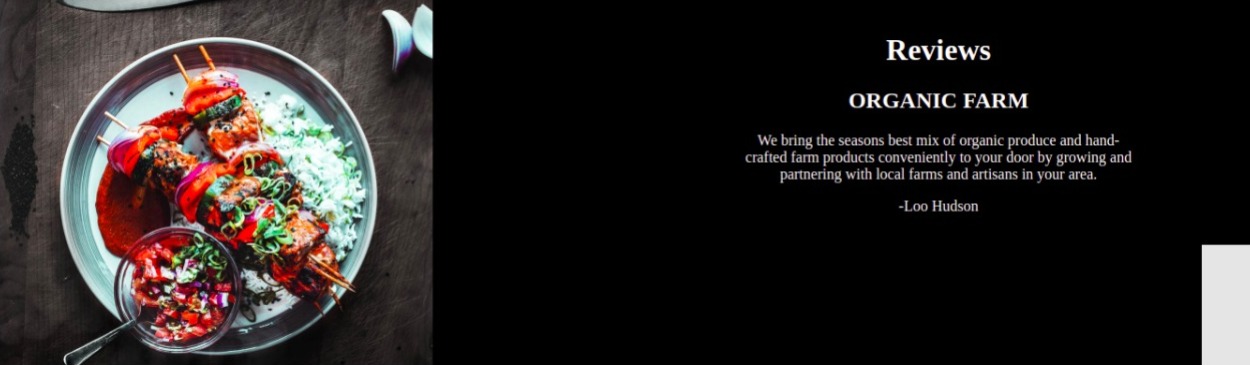 Reviews
ORGANIC FARM
We bring the seasons best mix of organic produce and hand-
crafted farm products conveniently to your door by growing and
partnering with local farms and artisans in your area.
-Loo Hudson